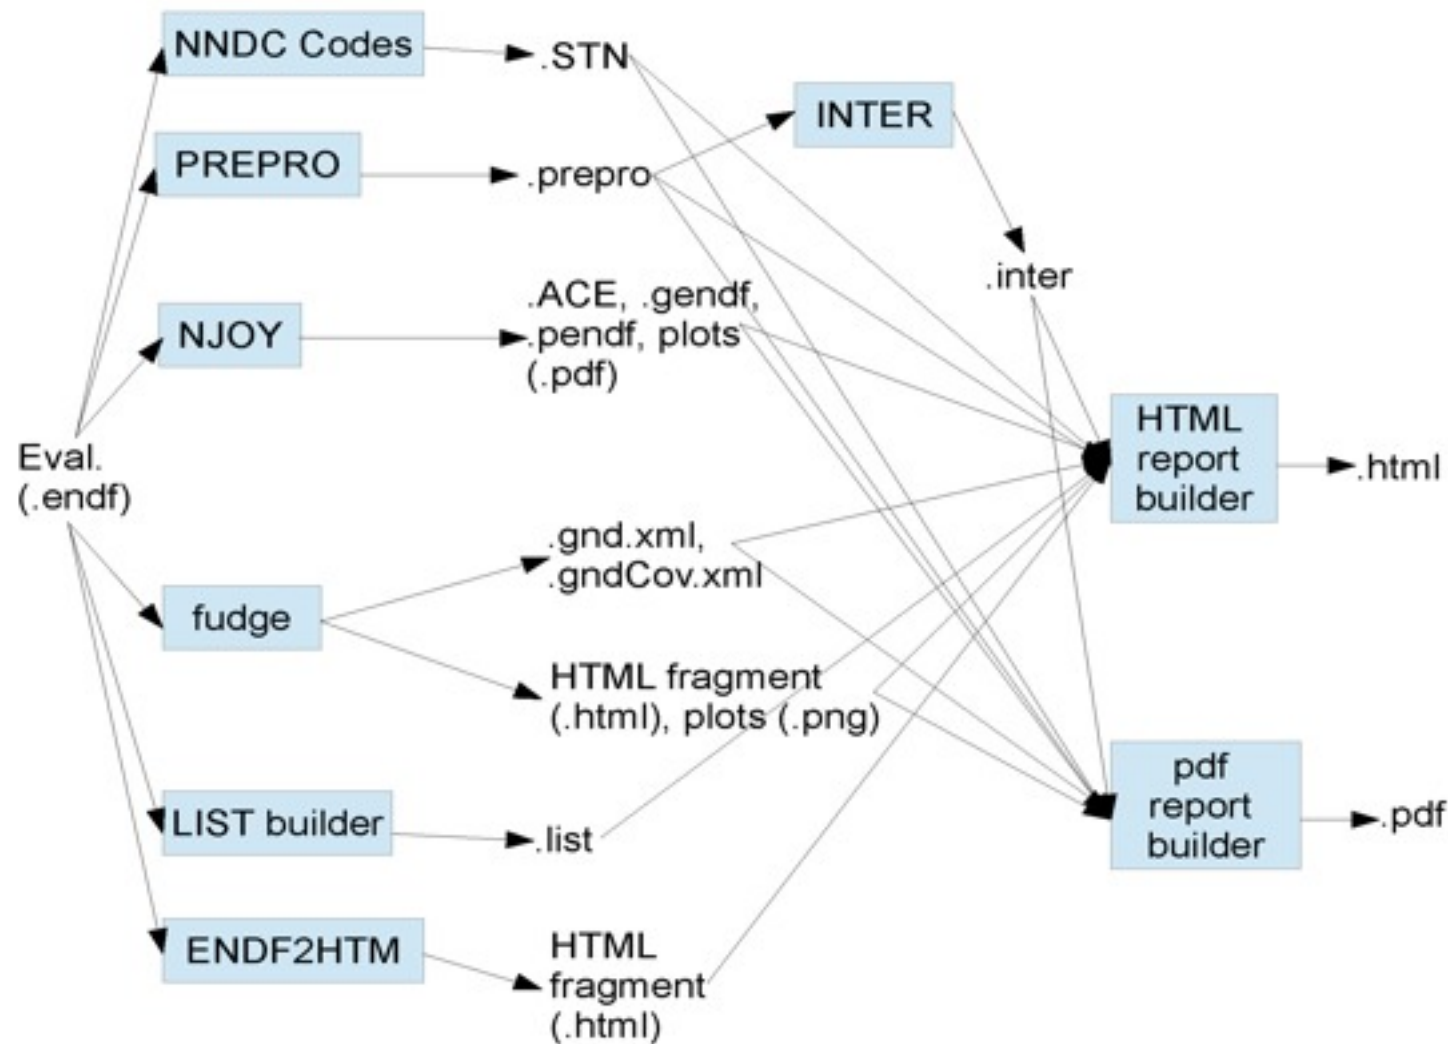 NNDC Codes
.STN
INTER
PREPRO
.prepro
.inter
NJOY
.ACE, .gendf,
.pendf, plots
(.pdf)
Eval.
(.endf)
HTML
report
builder
.html
fudge
.gnd.xml,
.gndCov.xml
HTML fragment
(.html), plots (.png)
pdf
report
builder
.pdf
LIST builder
.list
ENDF2HTM
HTML
fragment
(.html)